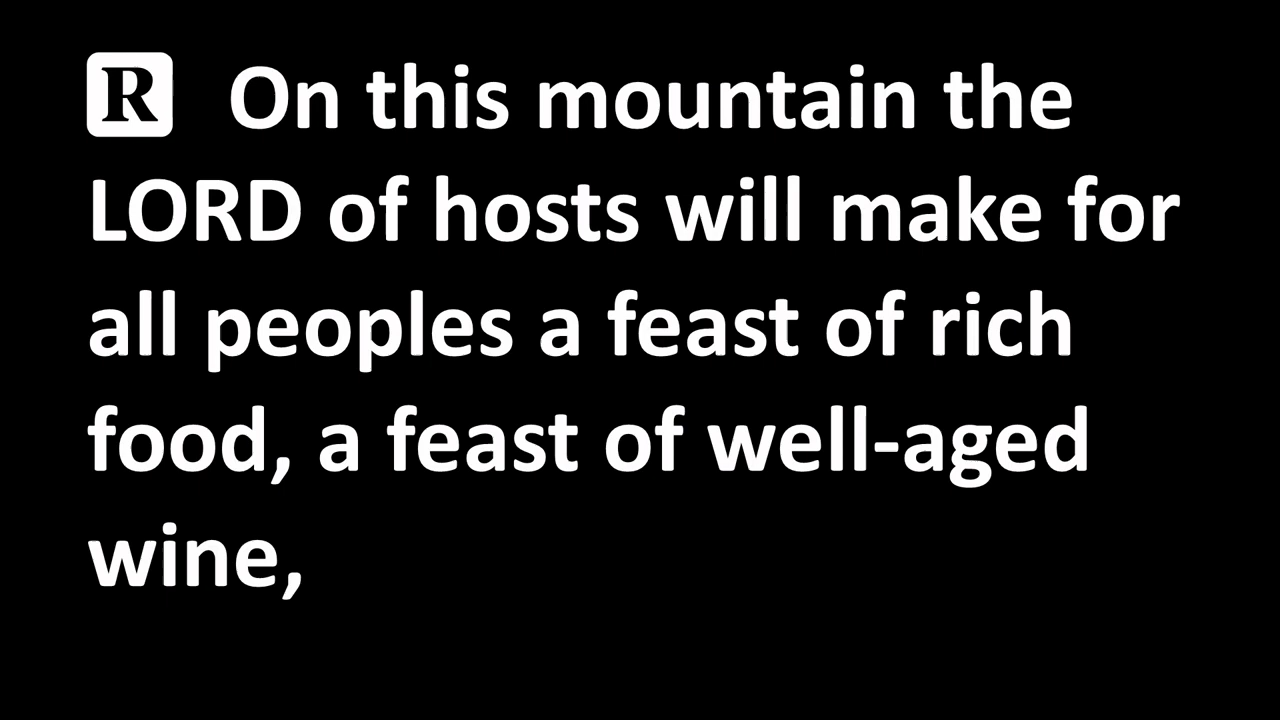 R On this mountain the
LORD of hosts will make for
all peoples a feast of rich
food, a feast of well-aged
wine,